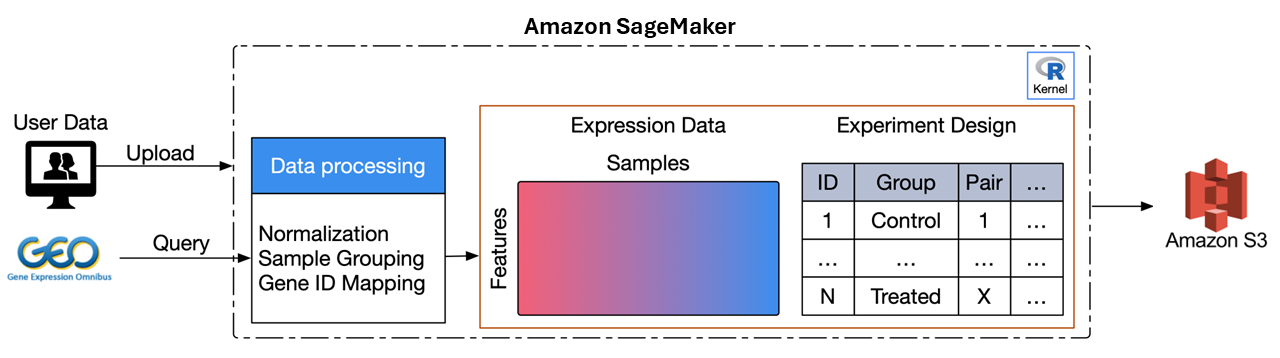 Amazon SageMaker
R
Kernel
User Data
Upload
GEO
Gene Expression Omnibus
Query
Data processing
Normalization
Sample Grouping
Gene ID Mapping
Expression Data
Samples
Features
Experiment Design
ID Group Pair ...
1 Control 1 ...
... ... ... ...
N Treated X ...
Amazon S3